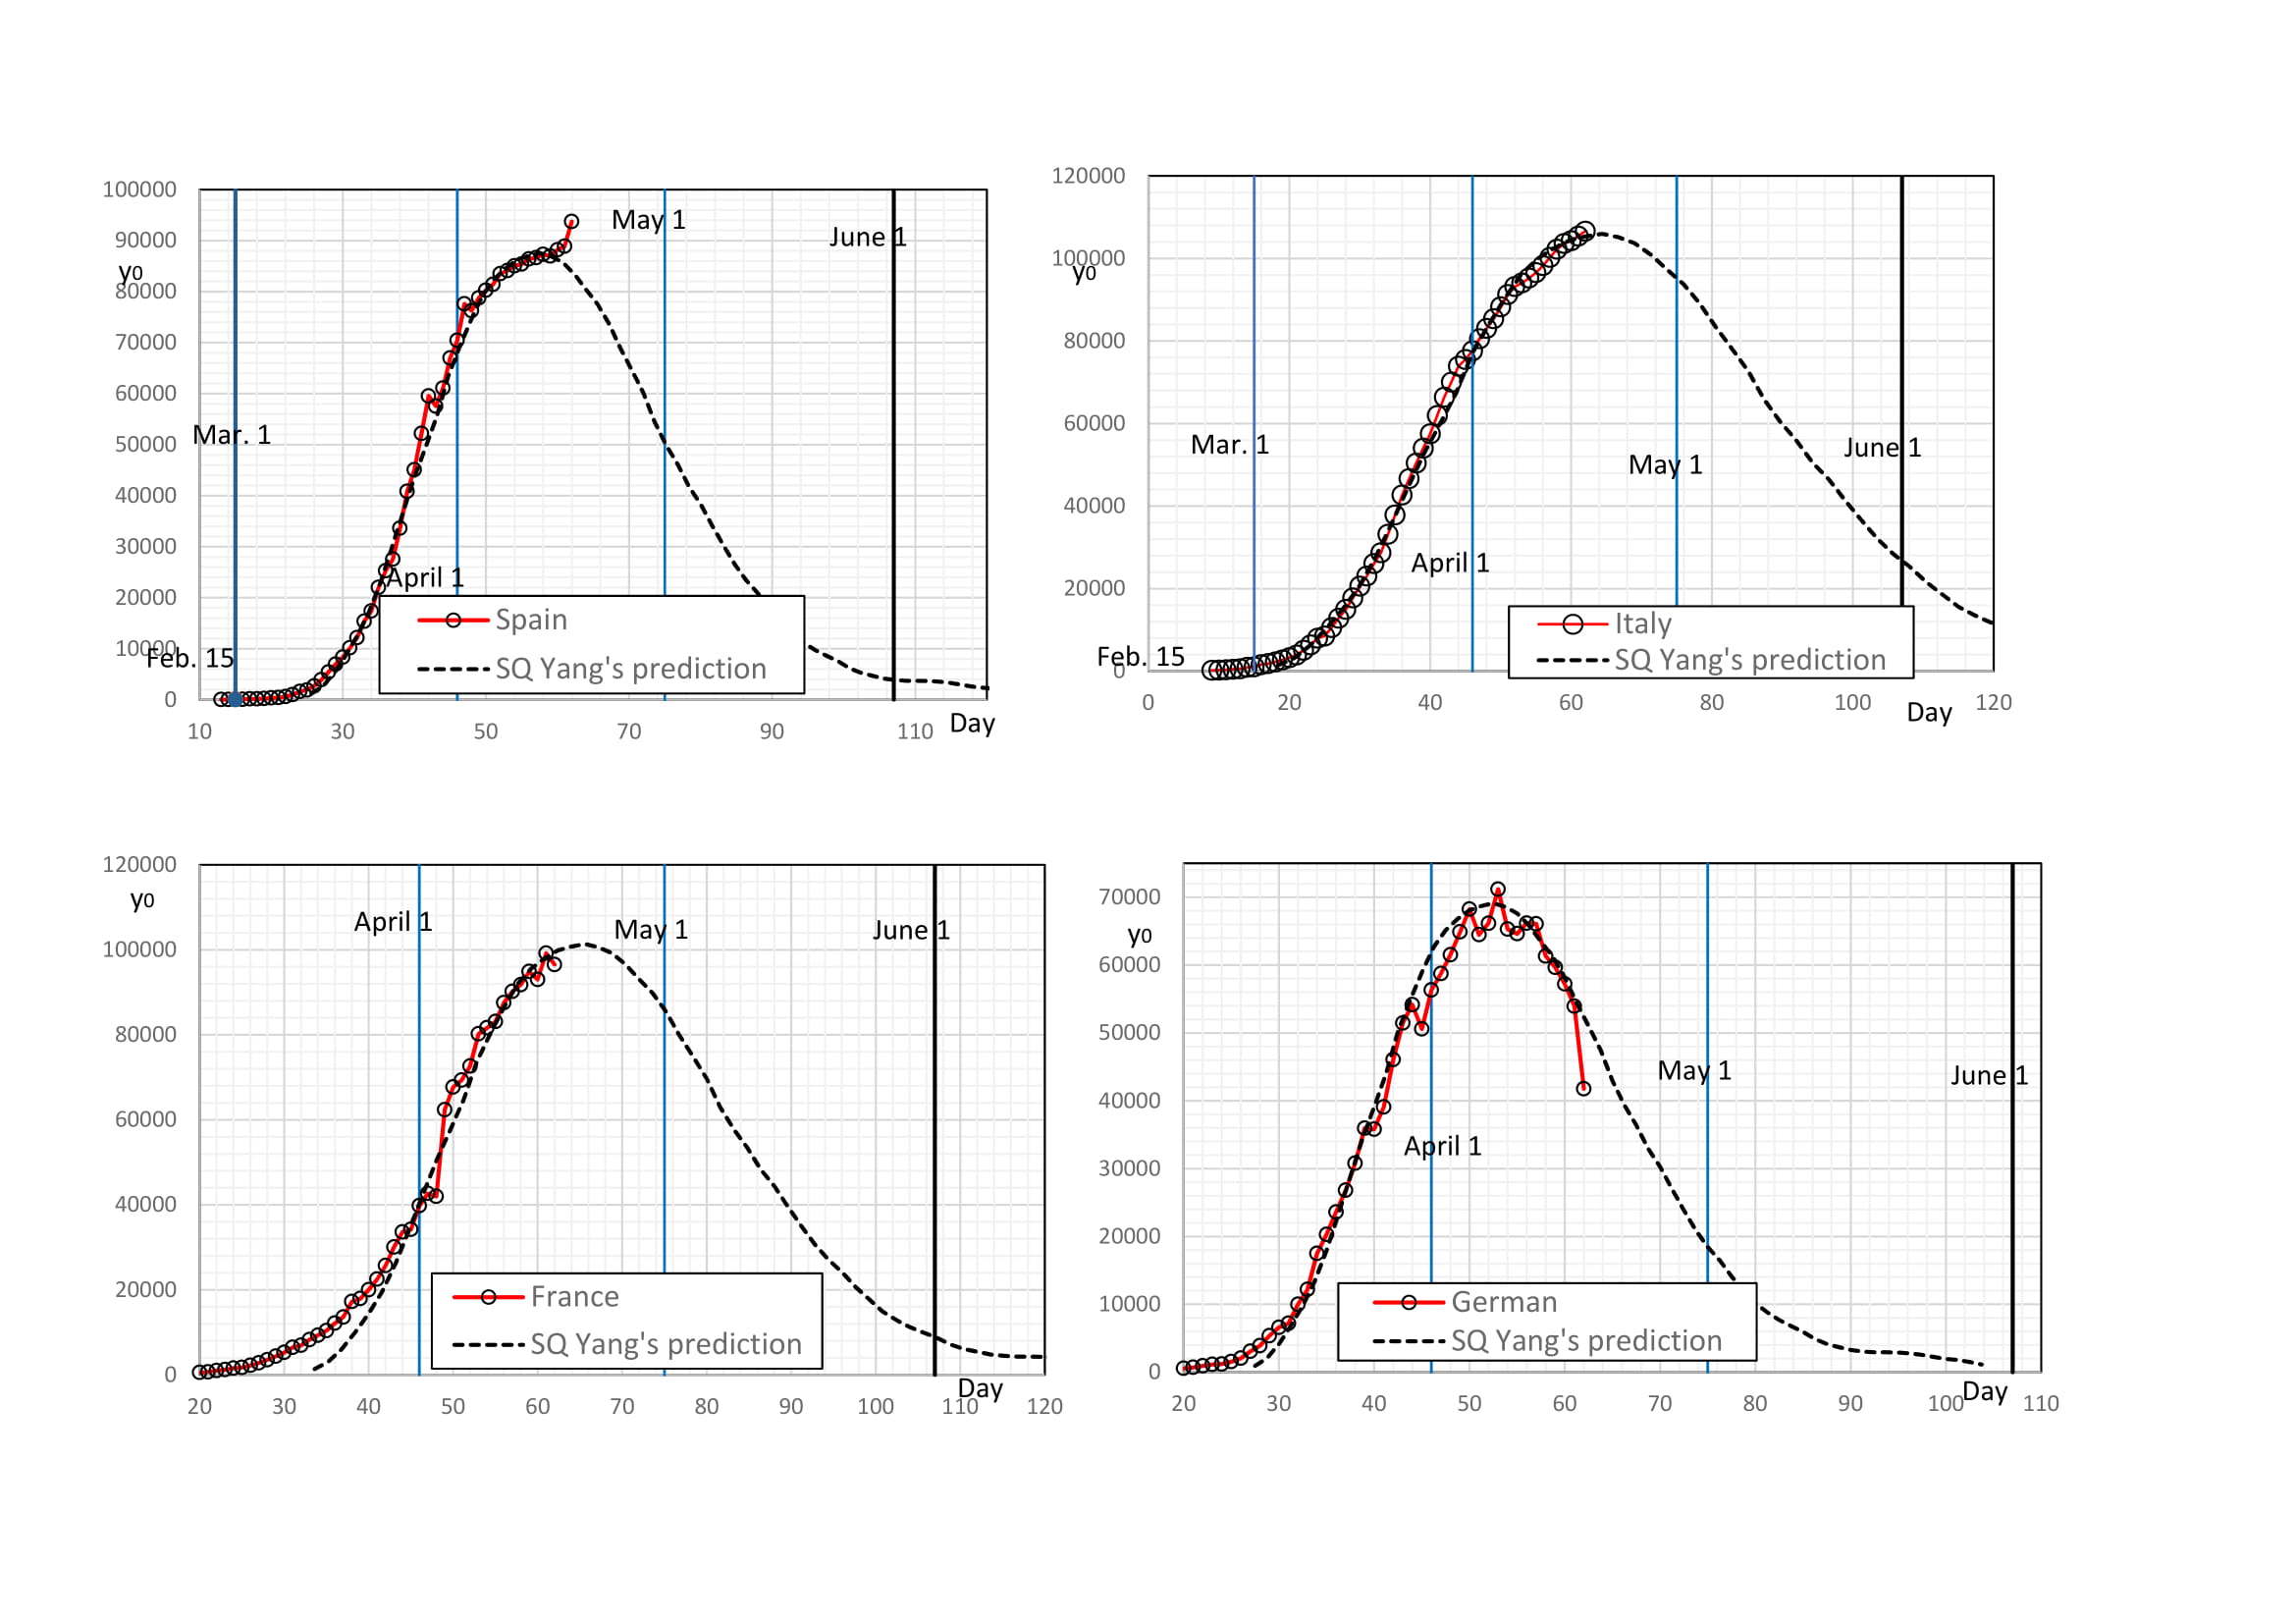 100000
90000
y0
80000
70000
60000
50000
40000
30000
20000
10000
0
Feb. 15
Mar. 1
April 1
May 1
June 1
Spain
SQ Yang's prediction
10 30 50 70 90 110
Day
120000
100000
y0
80000
60000
40000
20000
0
Feb. 15
Mar. 1
April 1
May 1
June 1
Italy
SQ Yang's prediction
0 20 40 60 80 100 120
Day
120000
y0
100000
80000
60000
40000
20000
0
April 1
May 1
June 1
France
SQ Yang's prediction
Day
20 30 40 50 60 70 80 90 100 110 120
70000
y0
60000
50000
40000
30000
20000
10000
0
April 1
May 1
June 1
German
SQ Yang's prediction
Day
20 30 40 50 60 70 80 90 100 110